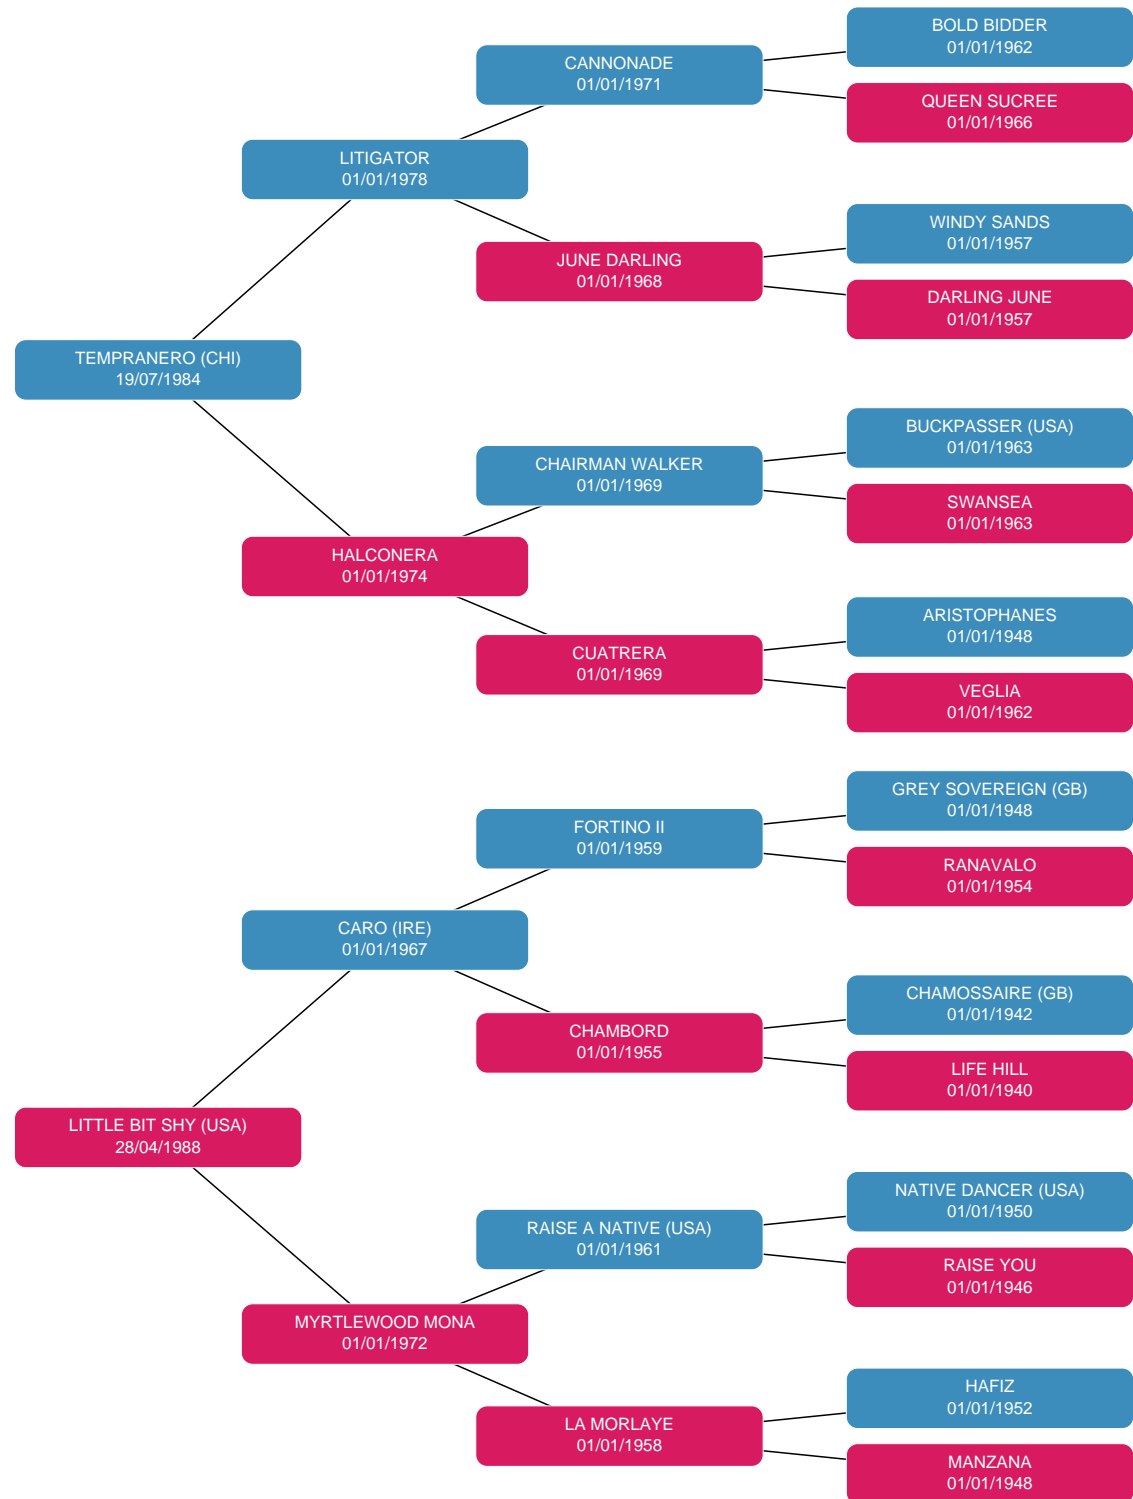 BOLD BIDDER
01/01/1962
CANNONADE
01/01/1971
QUEEN SUCREE
01/01/1966
LITIGATOR
01/01/1978
WINDY SANDS
01/01/1957
JUNE DARLING
01/01/1968
DARLING JUNE
01/01/1957
TEMPRANERO (CHI)
19/07/1984
BUCKPASSER (USA)
01/01/1963
CHAIRMAN WALKER
01/01/1969
SWANSEA
01/01/1963
HALCONERA
01/01/1974
ARISTOPHANES
01/01/1948
CUATRERA
01/01/1969
VEGLIA
01/01/1962
GREY SOVEREIGN (GB)
01/01/1948
FORTINO II
01/01/1959
RANAVALO
01/01/1954
CARO (IRE)
01/01/1967
CHAMOSSAIRE (GB)
01/01/1942
CHAMBORD
01/01/1955
LIFE HILL
01/01/1940
LITTLE BIT SHY (USA)
28/04/1988
NATIVE DANCER (USA)
01/01/1950
RAISE A NATIVE (USA)
01/01/1961
RAISE YOU
01/01/1946
MYRTLEWOOD MONA
01/01/1972
HAFIZ
01/01/1952
LA MORLAYE
01/01/1958
MANZANA
01/01/1948